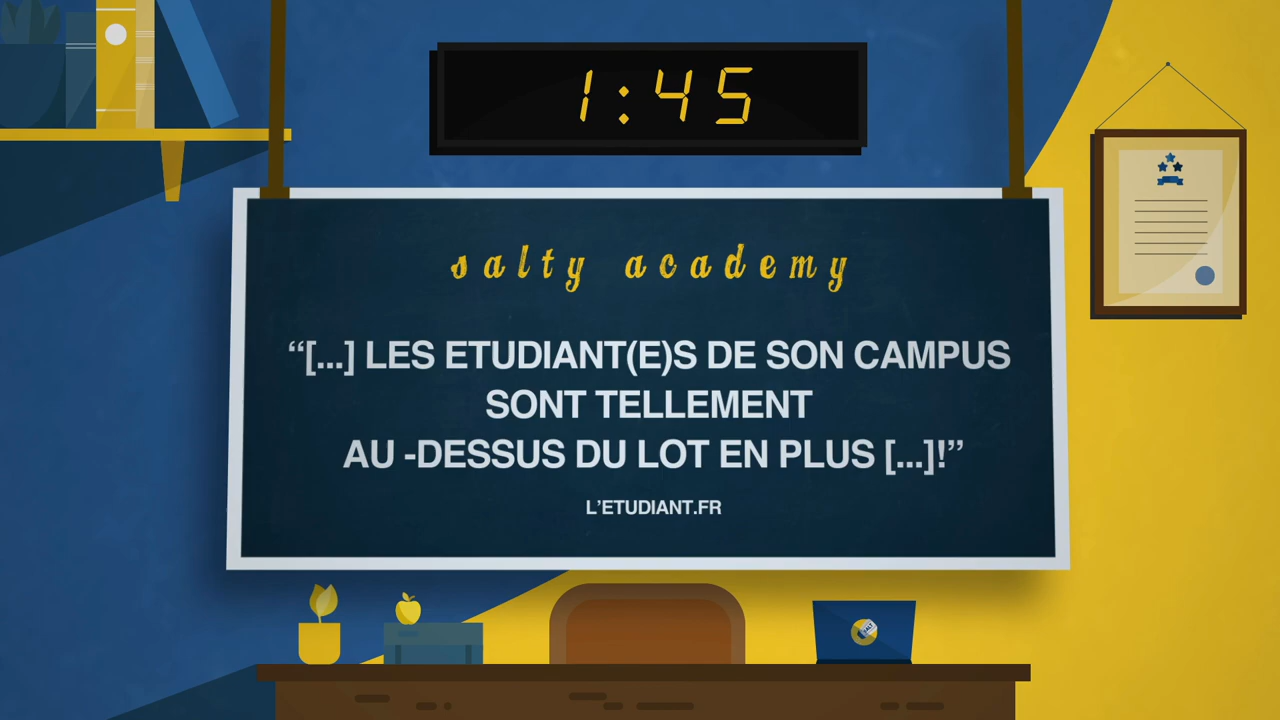 1:45
salty academy
“[...] LES ETUDIANT(E)S DE SON CAMPUS
SONT TELLEMENT
AU -DESSUS DU LOT EN PLUS [...]!”
L’ETUDIANT.FR